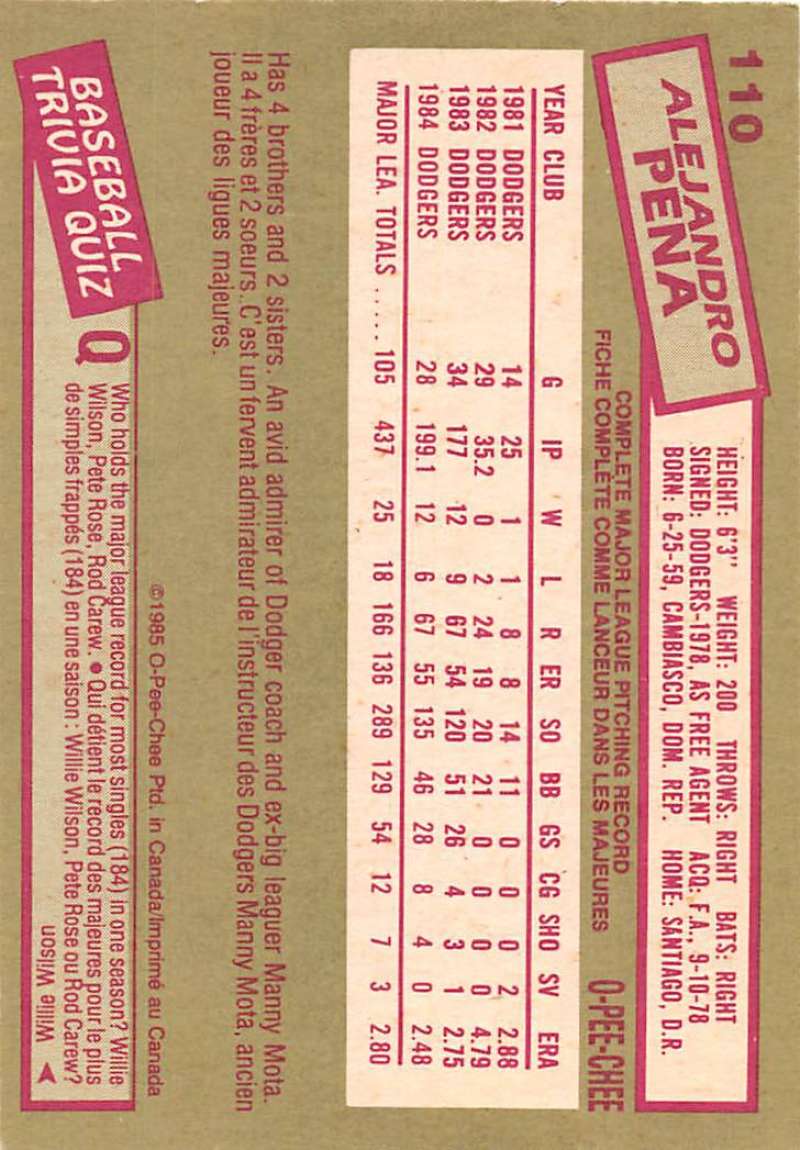 110
ALEJANDRO
PENA
HEIGHT: 6'3" WEIGHT: 200 THROWS: RIGHT BATS: RIGHT
SIGNED: DODGERS-1978, AS FREE AGENT ACQ: F.A., 9-10-78
BORN: 6-25-59, CAMBIASCO, DOM. REP. HOME: SANTIAGO, D.R.
COMPLETE MAJOR LEAGUE PITCHING RECORD
FICHE COMPLÈTE COMME LANCEUR DANS LES MAJEURES
O-PEE-CHEE
YEAR CLUB G IP W L R ER SO BB GS CG SHO SV ERA
1981 DODGERS 14 25 1 1 8 8 14 11 0 0 0 2 2.88
1982 DODGERS 29 35.2 0 2 24 19 20 21 0 0 0 0 4.79
1983 DODGERS 34 177 12 9 67 54 120 51 26 4 3 1 2.75
1984 DODGERS 28 199.1 12 6 67 55 135 46 28 8 4 0 2.48
MAJOR LEA. TOTALS ..... 105 437 25 18 166 136 289 129 54 12 7 3 2.80
Has 4 brothers and 2 sisters. An avid admirer of Dodger coach and ex-big leaguer Manny Mota.
Il a 4 frères et 2 soeurs. C'est un fervent admirateur de l'instructeur des Dodgers Manny Mota, ancien
joueur des ligues majeures.
©1985 O-Pee-Chee Ptd. in Canada/Imprimé au Canada
BASEBALL
TRIVIA QUIZ
Q Who holds the major league record for most singles (184) in one season? Willie
Wilson, Pete Rose, Rod Carew. ● Qui détient le record des majeures pour le plus
de simples frappés (184) en une saison: Willie Wilson, Pete Rose ou Rod Carew?
Willie Wilson